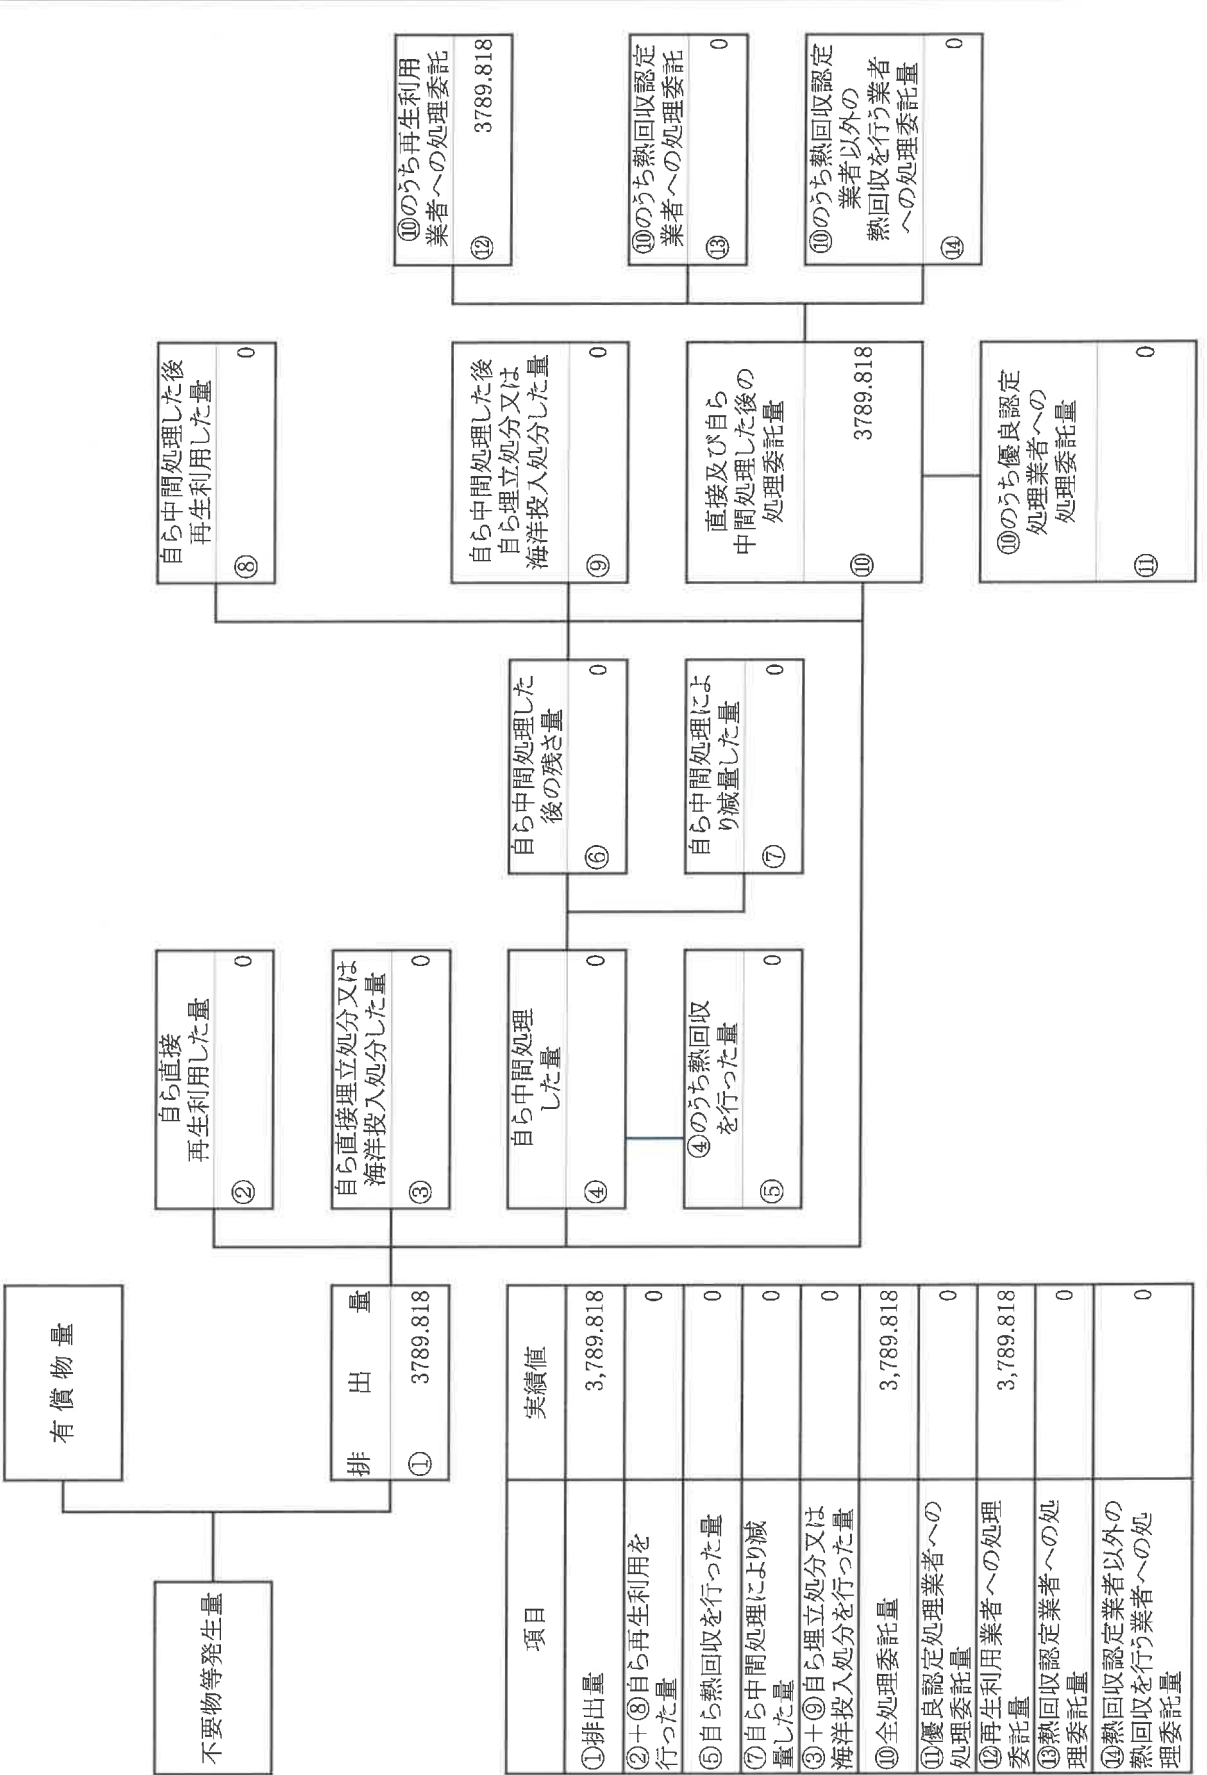 不要物等発生量
有償物量
排出量
① 3789.818
自ら直接
再生利用した量
② 0
自ら直接埋立処分又は
海洋投入処分した量
③ 0
自ら中間処理
した量
④ 0
④のうち熱回収
を行った量
⑤ 0
自ら中間処理した
後の残さ量
⑥ 0
自ら中間処理によ
り減量した量
⑦ 0
自ら中間処理した後
再生利用した量
⑧ 0
自ら中間処理した後
自ら埋立処分又は
海洋投入処分した量
⑨ 0
直接及び自ら
中間処理した後の
処理委託量
⑩ 3789.818
⑩のうち優良認定
処理業者への
処理委託量
⑪ 0
⑩のうち再生利用
業者への処理委託
⑫ 3789.818
⑩のうち熱回収認定
業者への処理委託
⑬ 0
⑩のうち熱回収認定
業者以外の
熱回収を行う業者
への処理委託量
⑭ 0
項目 実績値
①排出量 3,789.818
②＋⑧自ら再生利用を
行った量 0
⑤自ら熱回収を行った量 0
⑦自ら中間処理により減
量した量 0
③＋⑨自ら埋立処分又は
海洋投入処分を行った量 0
⑩全処理委託量 3,789.818
⑪優良認定処理業者への
処理委託量 0
⑫再生利用業者への処理
委託量 3,789.818
⑬熱回収認定業者への処
理委託量 0
⑭熱回収認定業者以外の
熱回収を行う業者への処
理委託量 0